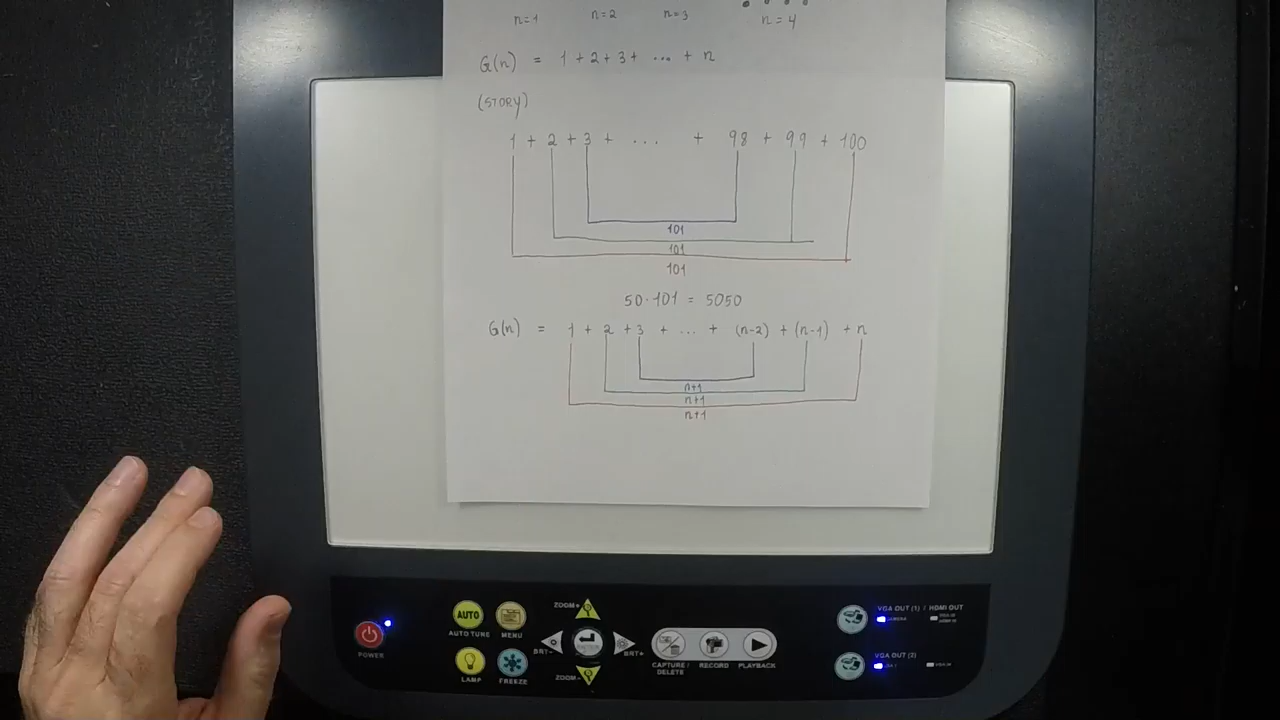 n=1 n=2 n=3 n=4
G(n) = 1 + 2 + 3 + ... + n
(STORY)
1 + 2 + 3 + ... + 98 + 99 + 100
101
101
101
50·101 = 5050
G(n) = 1 + 2 + 3 + ... + (n-2) + (n-1) + n
n+1
n+1
n+1
AUTO
ZOOM+
VGA OUT (1) / HDMI OUT
AUTO TUNE MENU
POWER
BRT- ENTER BRT+
CAPTURE / DELETE RECORD PLAYBACK
VGA OUT (2)
LAMP FREEZE ZOOM-